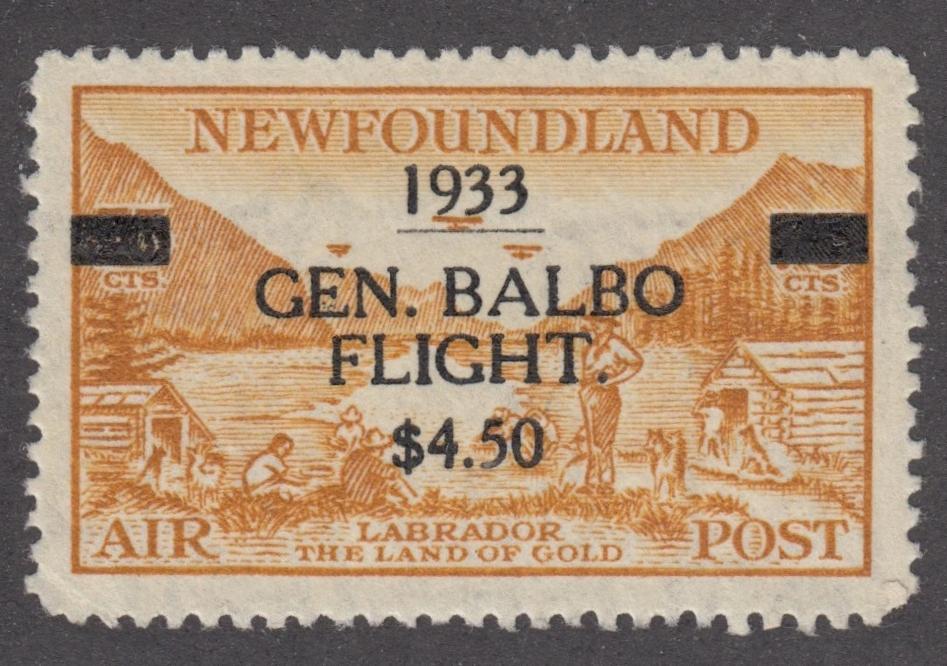 NEWFOUNDLAND
1933
CTS. CTS.
GEN. BALBO
FLIGHT.
$4.50
AIR POST
LABRADOR
THE LAND OF GOLD